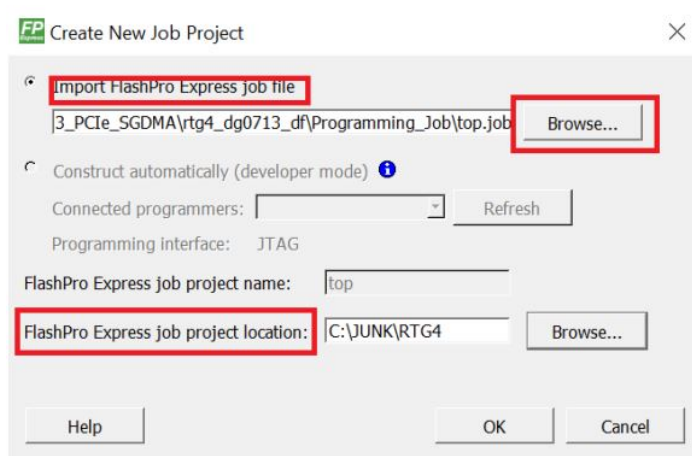 FP Express Create New Job Project
Import FlashPro Express job file
3_PCIe_SGDMA\rtg4_dg0713_df\Programming_Job\top.job Browse...
Construct automatically (developer mode) i
Connected programmers: Refresh
Programming interface: JTAG
FlashPro Express job project name: top
FlashPro Express job project location: C:\JUNK\RTG4 Browse...
Help OK Cancel